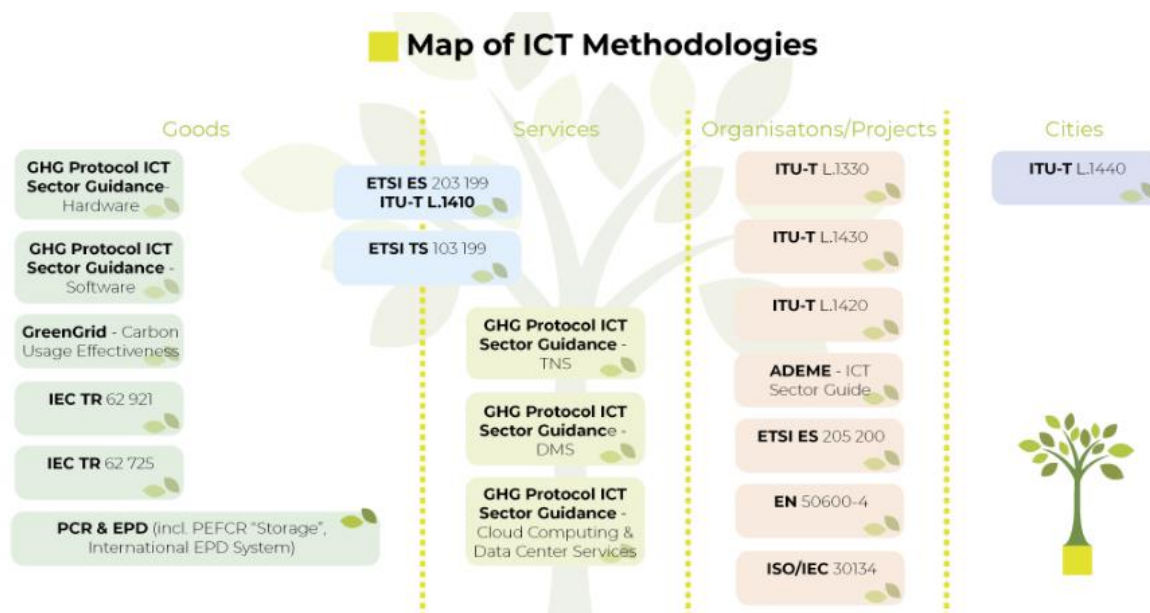 Map of ICT Methodologies
Goods
GHG Protocol ICT
Sector Guidance-
Hardware
GHG Protocol ICT
Sector Guidance -
Software
GreenGrid - Carbon
Usage Effectiveness
IEC TR 62 921
IEC TR 62 725
PCR & EPD (incl. PEFCR “Storage”,
International EPD System)
ETSI ES 203 199
ITU-T L.1410
ETSI TS 103 199
Services
GHG Protocol ICT
Sector Guidance -
TNS
GHG Protocol ICT
Sector Guidance -
DMS
GHG Protocol ICT
Sector Guidance -
Cloud Computing &
Data Center Services
Organisatons/Projects
ITU-T L.1330
ITU-T L.1430
ITU-T L.1420
ADEME - ICT
Sector Guide
ETSI ES 205 200
EN 50600-4
ISO/IEC 30134
Cities
ITU-T L.1440